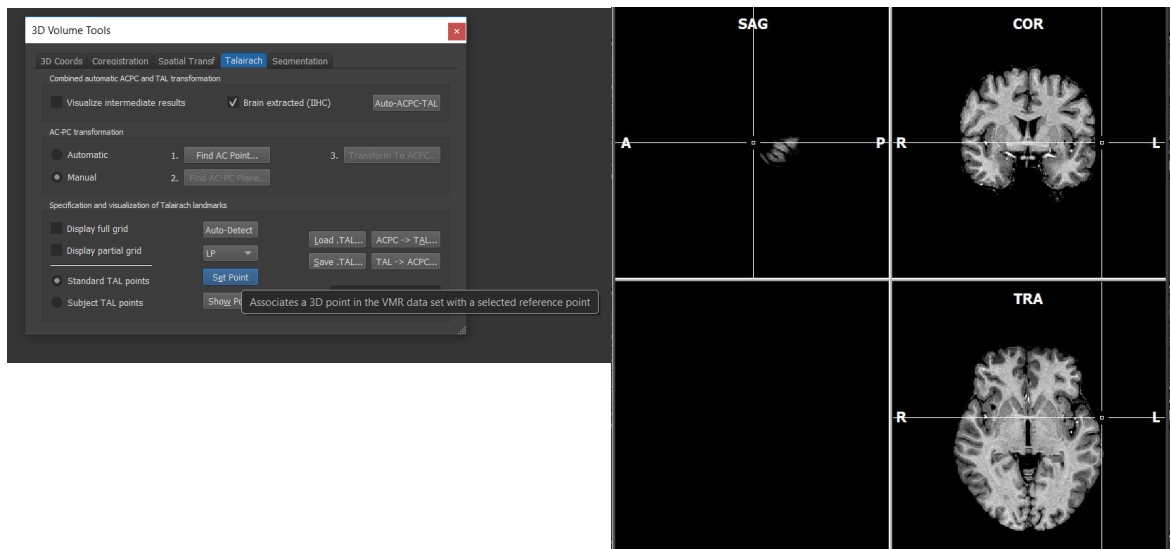 3D Volume Tools
×
3D Coords Coregistration Spatial Transf Talairach Segmentation
Combined automatic ACPC and TAL transformation
Visualize intermediate results Brain extracted (IIHC) Auto-ACPC-TAL
AC-PC transformation
Automatic 1. Find AC Point... 3. Transform To ACPC...
Manual 2. Find AC-PC Plane...
Specification and visualization of Talairach landmarks
Display full grid Auto-Detect
Load .TAL... ACPC -> TAL...
Display partial grid LP
Save .TAL... TAL -> ACPC...
Standard TAL points Set Point
Subject TAL points Show Po
Associates a 3D point in the VMR data set with a selected reference point
SAG
COR
A P
R L
TRA
R L